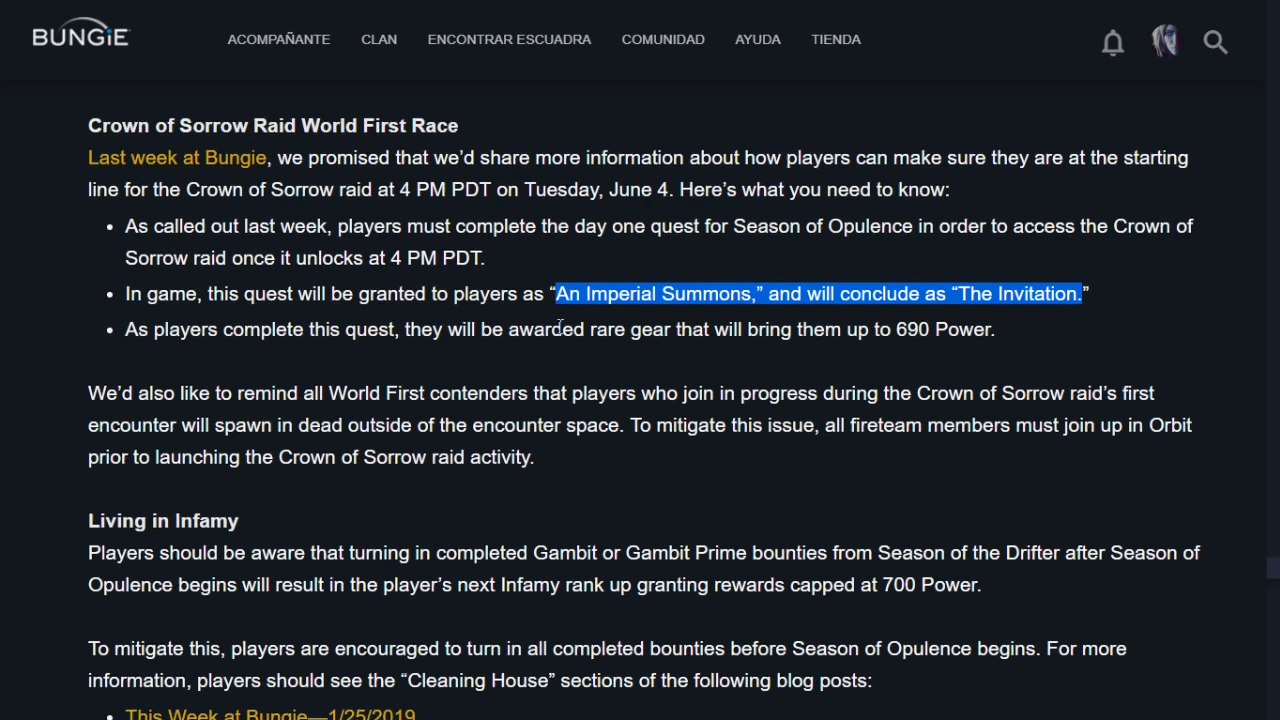 BUNGiE
ACOMPAÑANTE CLAN ENCONTRAR ESCUADRA COMUNIDAD AYUDA TIENDA
Crown of Sorrow Raid World First Race
Last week at Bungie, we promised that we’d share more information about how players can make sure they are at the starting
line for the Crown of Sorrow raid at 4 PM PDT on Tuesday, June 4. Here’s what you need to know:
• As called out last week, players must complete the day one quest for Season of Opulence in order to access the Crown of
Sorrow raid once it unlocks at 4 PM PDT.
• In game, this quest will be granted to players as “An Imperial Summons,” and will conclude as “The Invitation.”
• As players complete this quest, they will be awarded rare gear that will bring them up to 690 Power.
We’d also like to remind all World First contenders that players who join in progress during the Crown of Sorrow raid’s first
encounter will spawn in dead outside of the encounter space. To mitigate this issue, all fireteam members must join up in Orbit
prior to launching the Crown of Sorrow raid activity.
Living in Infamy
Players should be aware that turning in completed Gambit or Gambit Prime bounties from Season of the Drifter after Season of
Opulence begins will result in the player’s next Infamy rank up granting rewards capped at 700 Power.
To mitigate this, players are encouraged to turn in all completed bounties before Season of Opulence begins. For more
information, players should see the “Cleaning House” sections of the following blog posts:
• This Week at Bungie—1/25/2019